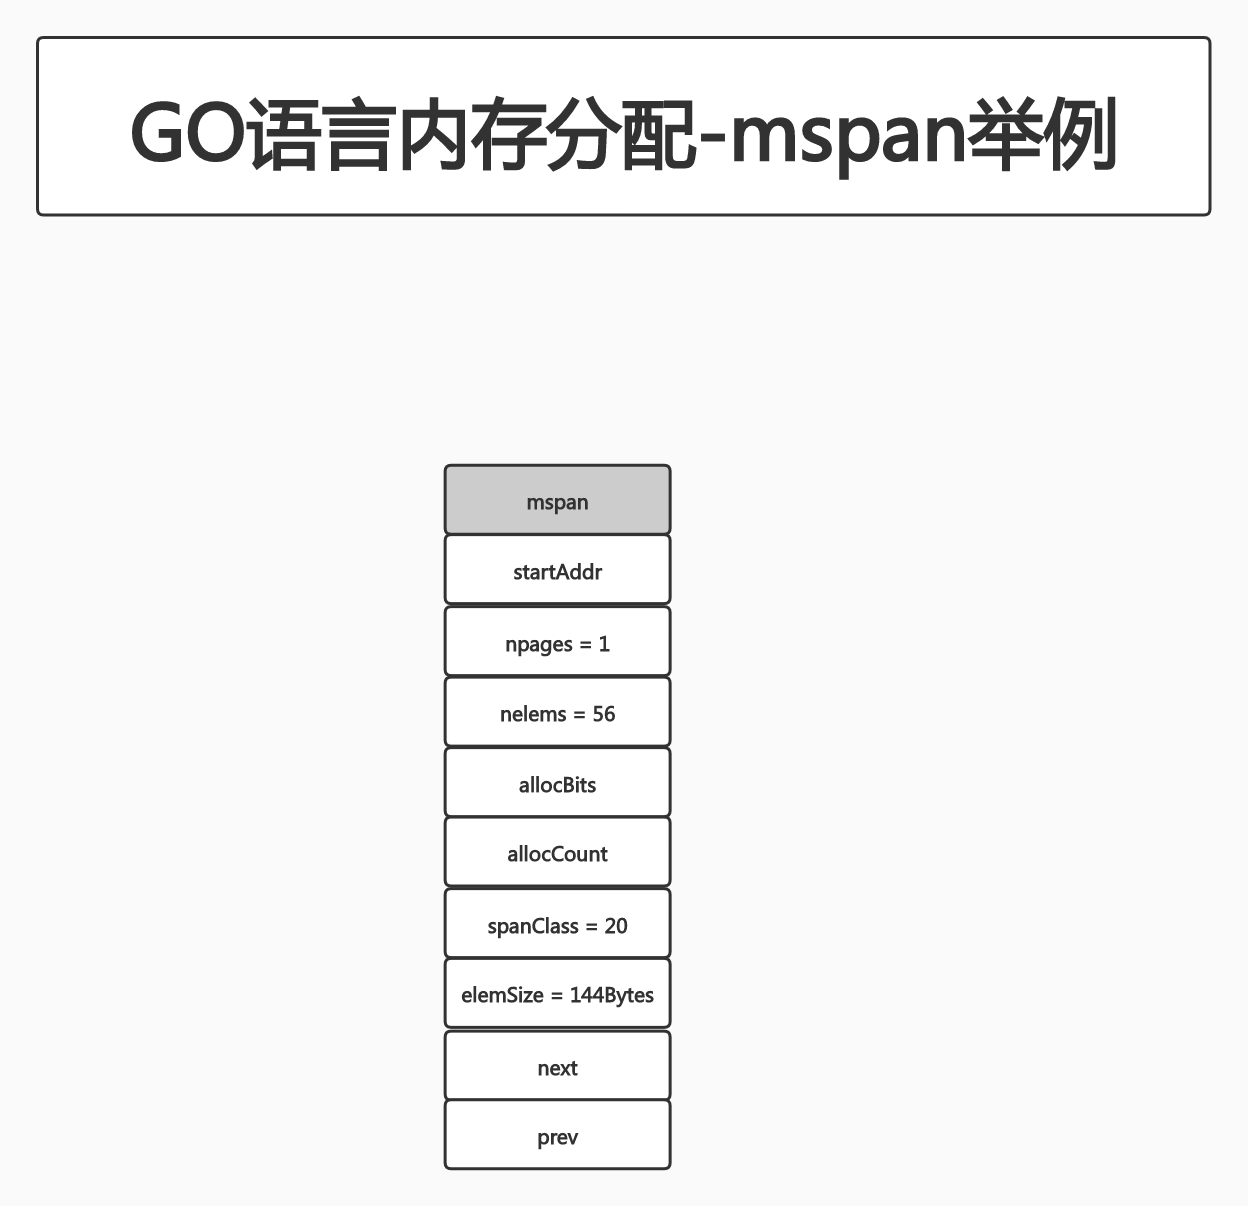 GO语言内存分配-mspan举例
mspan
startAddr
npages = 1
nelems = 56
allocBits
allocCount
spanClass = 20
elemSize = 144Bytes
next
prev